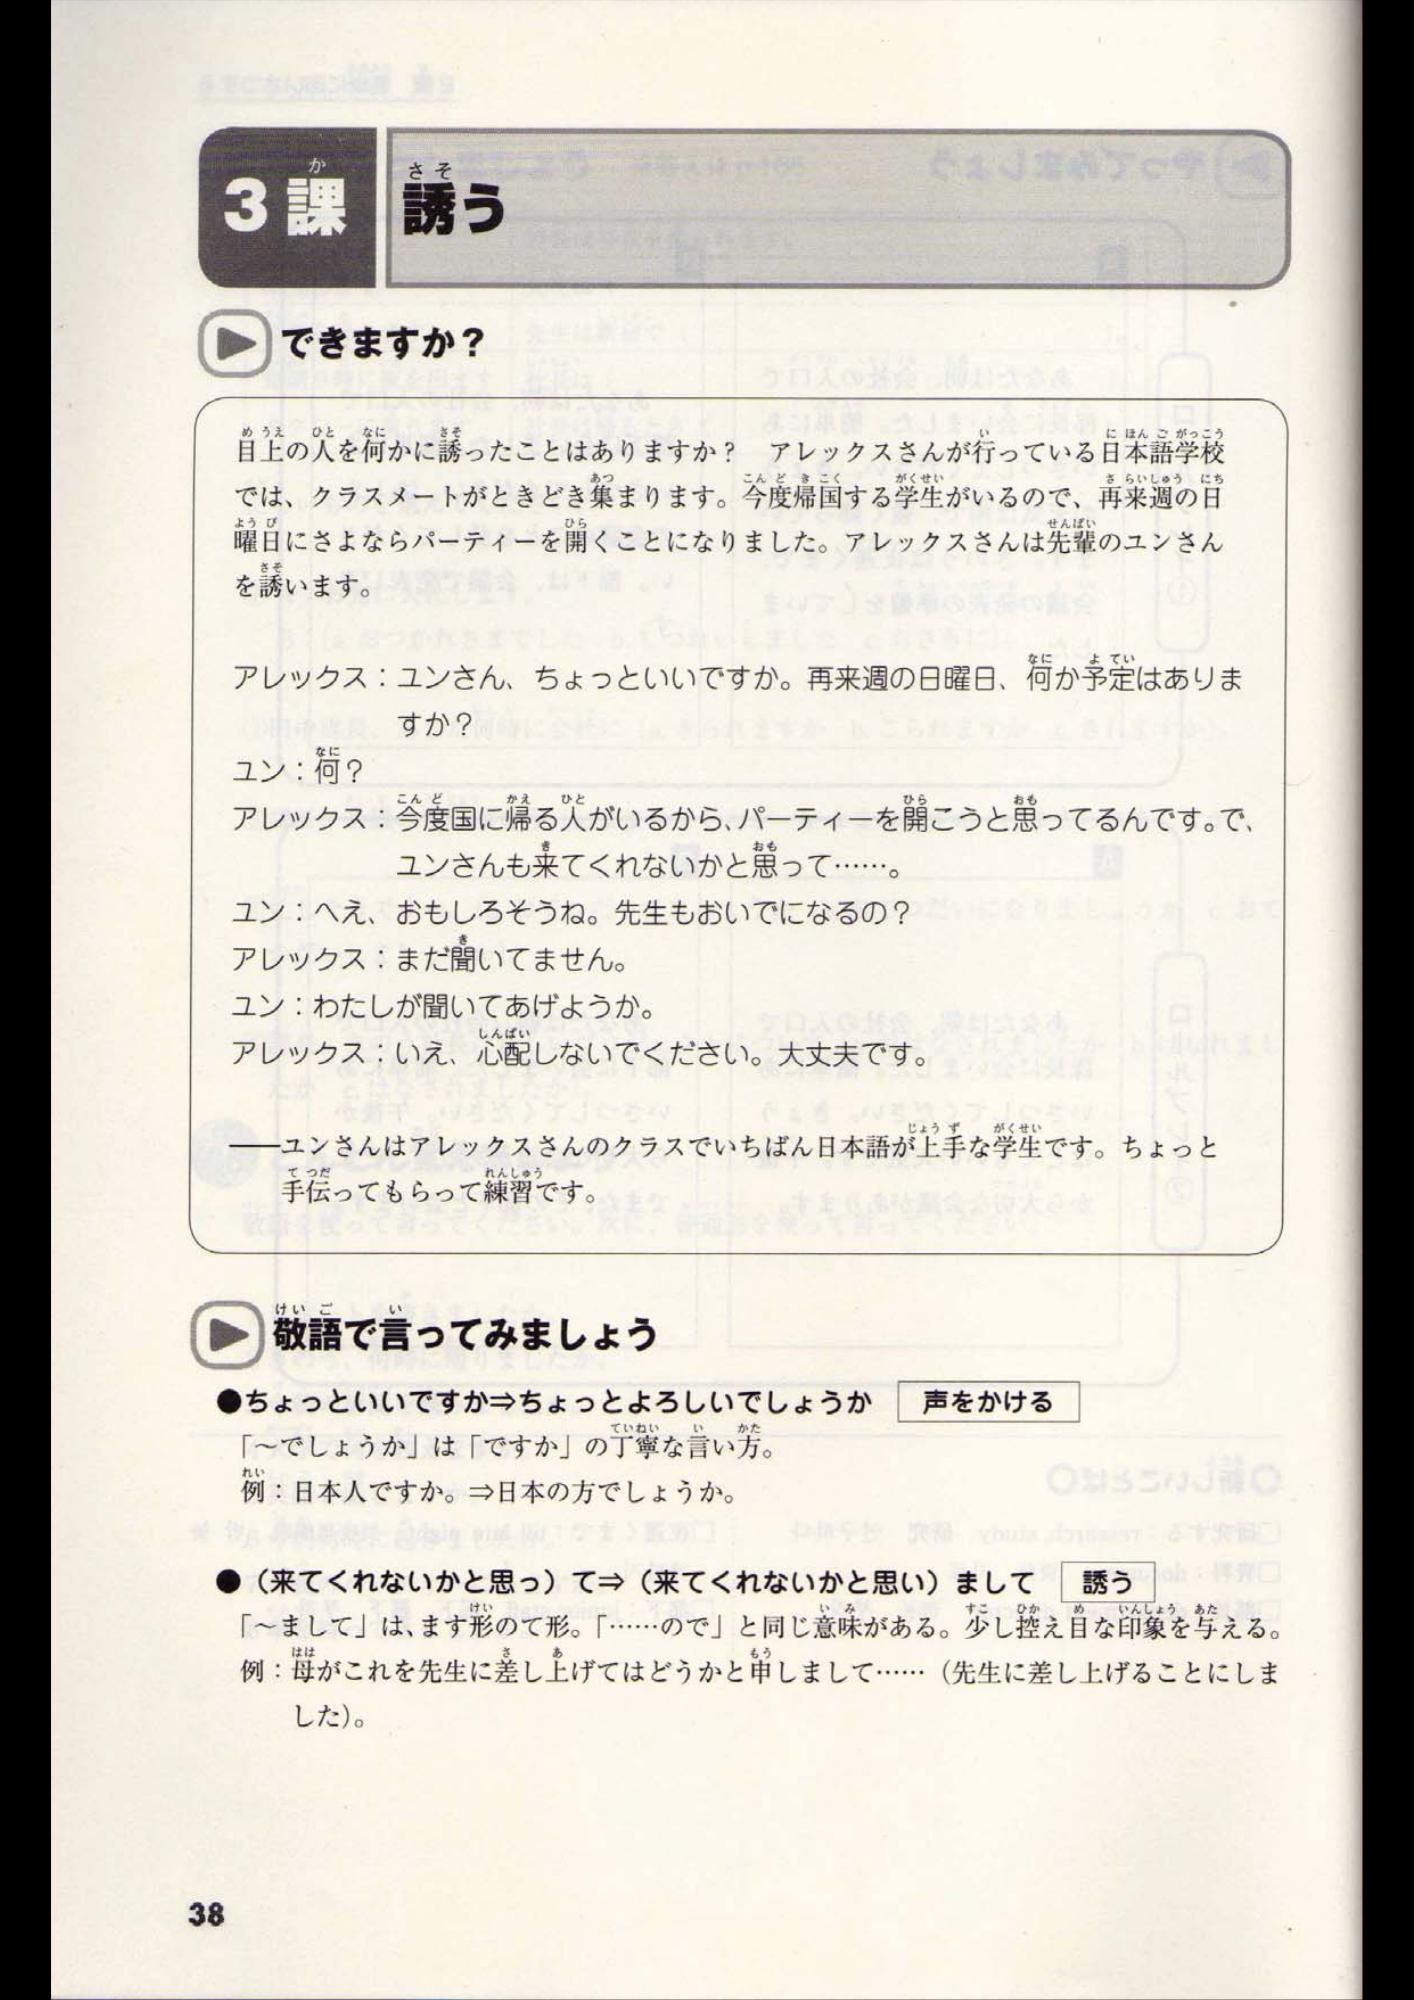 3課 誘う
できますか？
目上の人を何かに誘ったことはありますか？　アレックスさんが行っている日本語学校
では、クラスメートがときどき集まります。今度帰国する学生がいるので、再来週の日
曜日にさよならパーティーを開くことになりました。アレックスさんは先輩のユンさん
を誘います。
アレックス：ユンさん、ちょっといいですか。再来週の日曜日、何か予定はありま
すか？
ユン：何？
アレックス：今度国に帰る人がいるから、パーティーを開こうと思ってるんです。で、
ユンさんも来てくれないかと思って……。
ユン：へえ、おもしろそうね。先生もおいでになるの？
アレックス：まだ聞いてません。
ユン：わたしが聞いてあげようか。
アレックス：いえ、心配しないでください。大丈夫です。
――ユンさんはアレックスさんのクラスでいちばん日本語が上手な学生です。ちょっと
手伝ってもらって練習です。
敬語で言ってみましょう
●ちょっといいですか⇒ちょっとよろしいでしょうか　声をかける
「～でしょうか」は「ですか」の丁寧な言い方。
例：日本人ですか。⇒日本の方でしょうか。
●（来てくれないかと思っ）て⇒（来てくれないかと思い）まして　誘う
「～まして」は、ます形のて形。「……ので」と同じ意味がある。少し控え目な印象を与える。
例：母がこれを先生に差し上げてはどうかと申しまして……（先生に差し上げることにしま
した）。
38